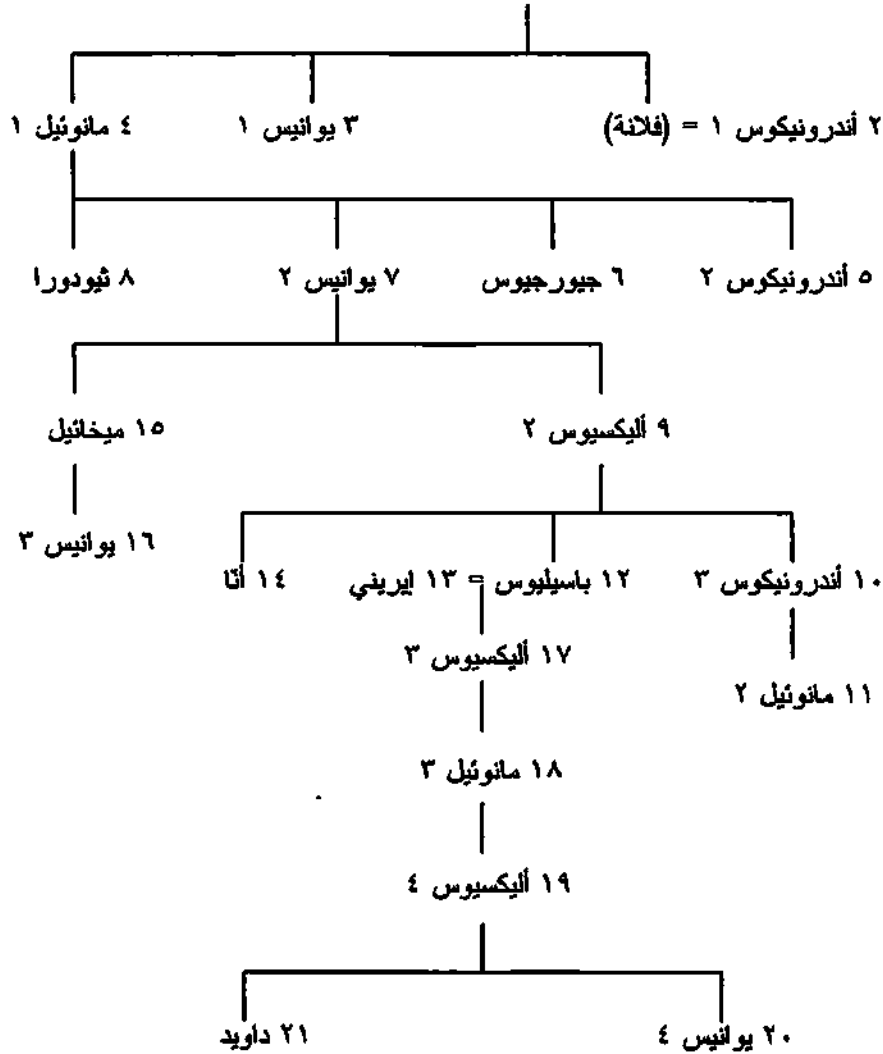 ٢ أندرونيكوس ١ = (فلانة) ٣ يوانيس ١ ٤ مانوئيل ١
٥ أندرونيكوس ٢ ٦ جيورجيوس ٧ يوانيس ٢ ٨ ثيودورا
٩ أليكسيوس ٢ ١٥ ميخائيل
١٦ يوانيس ٣
١٠ أندرونيكوس ٣ ١٢ باسيليوس = ١٣ إيريني ١٤ أنّا
١٧ أليكسيوس ٣
١١ مانوئيل ٢
١٨ مانوئيل ٣
١٩ أليكسيوس ٤
٢٠ يوانيس ٤ ٢١ داويد